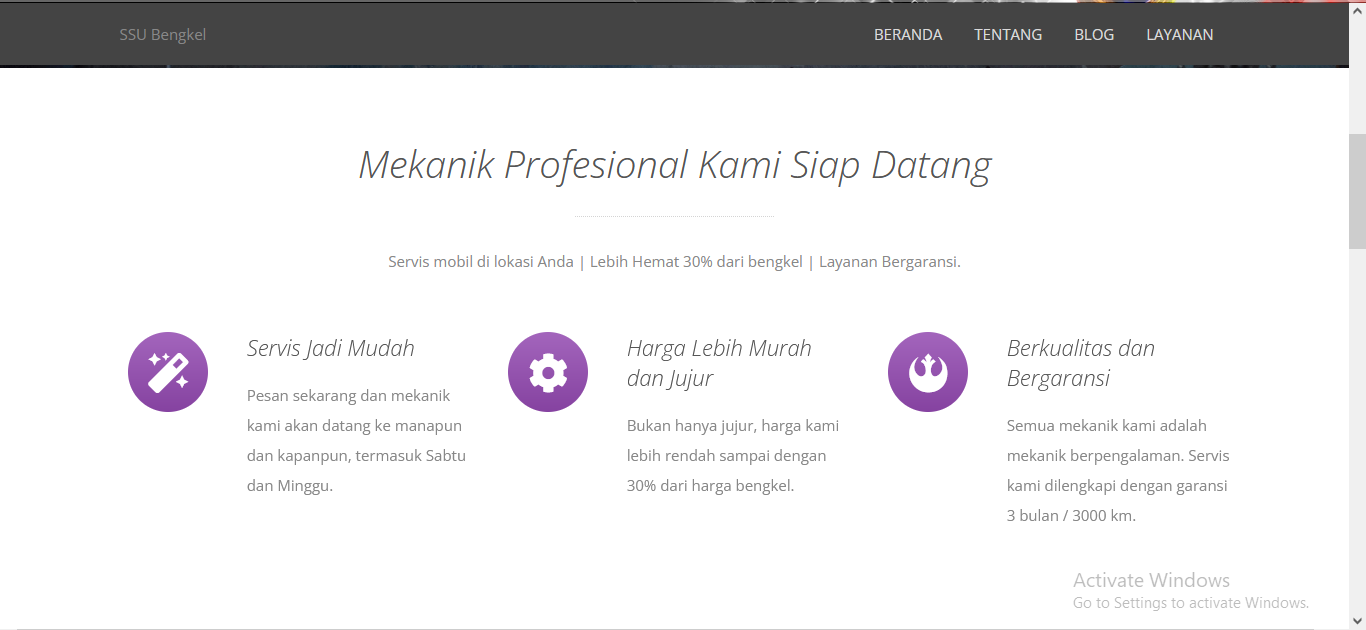 SSU Bengkel
BERANDA TENTANG BLOG LAYANAN
Mekanik Profesional Kami Siap Datang
Servis mobil di lokasi Anda | Lebih Hemat 30% dari bengkel | Layanan Bergaransi.
Servis Jadi Mudah
Pesan sekarang dan mekanik
kami akan datang ke manapun
dan kapanpun, termasuk Sabtu
dan Minggu.
Harga Lebih Murah
dan Jujur
Bukan hanya jujur, harga kami
lebih rendah sampai dengan
30% dari harga bengkel.
Berkualitas dan
Bergaransi
Semua mekanik kami adalah
mekanik berpengalaman. Servis
kami dilengkapi dengan garansi
3 bulan / 3000 km.
Activate Windows
Go to Settings to activate Windows.